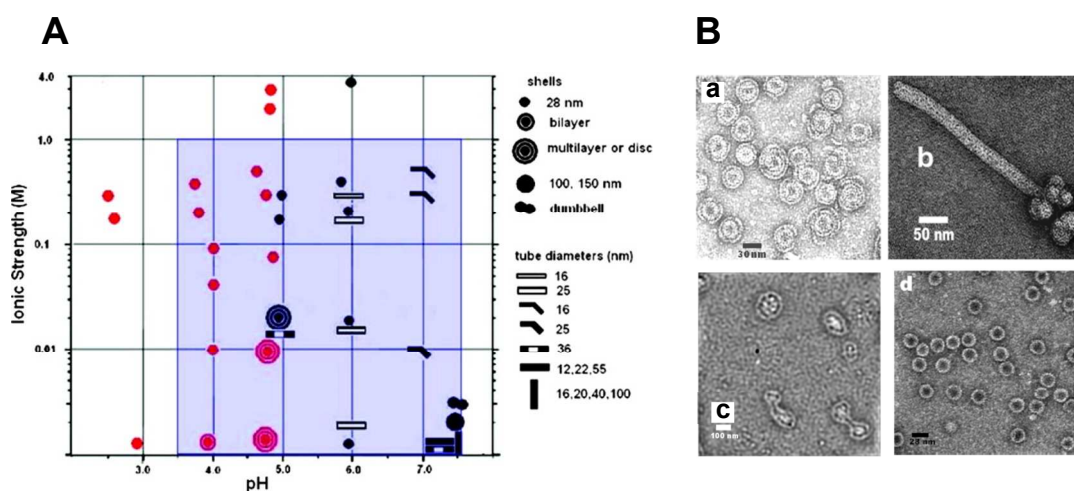 A
Ionic Strength (M)
4.0
1.0
0.1
0.01
3.0
4.0
5.0
6.0
7.0
pH
shells
28 nm
bilayer
multilayer or disc
100, 150 nm
dumbbell
tube diameters (nm)
16
25
16
25
36
12,22,55
16,20,40,100
B
a
30 nm
b
50 nm
c
100 nm
d
28 nm